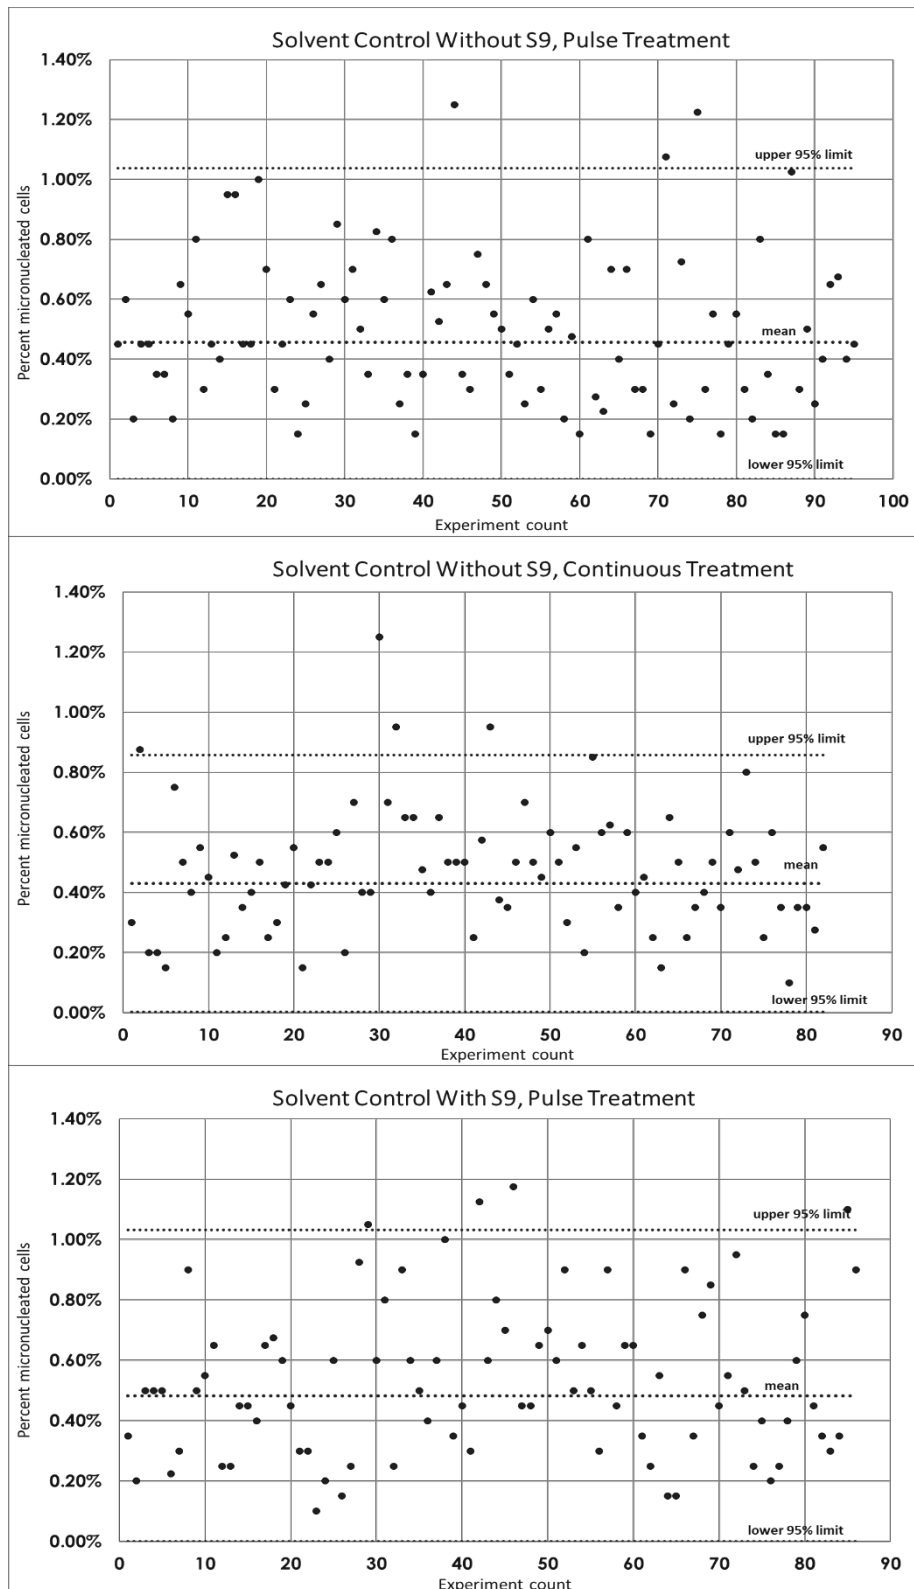 Solvent Control Without S9, Pulse Treatment
1.40%
1.20%
upper 95% limit
1.00%
Percent micronucleated cells
0.80%
0.60%
mean
0.40%
0.20%
lower 95% limit
0.00%
0 10 20 30 40 50 60 70 80 90 100
Experiment count
Solvent Control Without S9, Continuous Treatment
1.40%
1.20%
1.00%
upper 95% limit
Percent micronucleated cells
0.80%
0.60%
mean
0.40%
0.20%
lower 95% limit
0.00%
0 10 20 30 40 50 60 70 80 90
Experiment count
Solvent Control With S9, Pulse Treatment
1.40%
1.20%
upper 95% limit
1.00%
Percent micronucleated cells
0.80%
0.60%
mean
0.40%
0.20%
lower 95% limit
0.00%
0 10 20 30 40 50 60 70 80 90
Experiment count